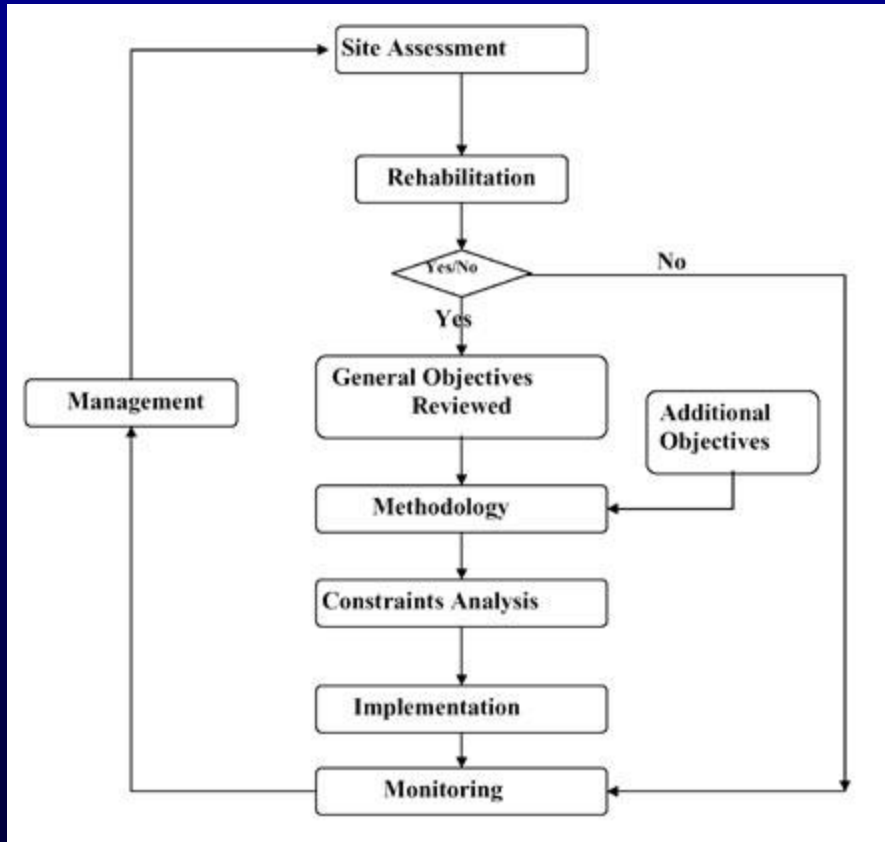 Site Assessment
Rehabilitation
Yes/No
No
Yes
General Objectives
Reviewed
Management
Additional
Objectives
Methodology
Constraints Analysis
Implementation
Monitoring